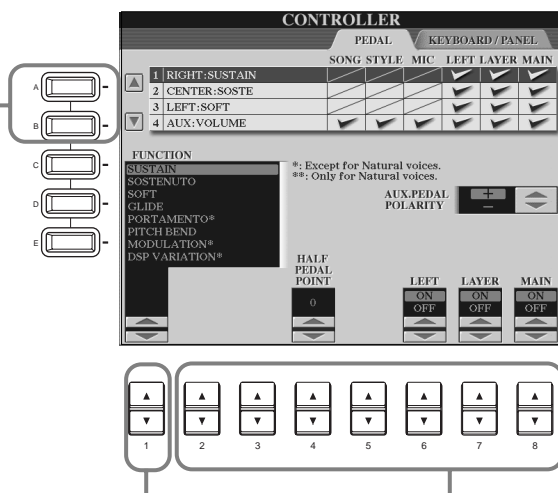 CONTROLLER
PEDAL KEYBOARD / PANEL
SONG STYLE MIC LEFT LAYER MAIN
1 RIGHT:SUSTAIN
2 CENTER:SOSTE
3 LEFT:SOFT
4 AUX:VOLUME
A
B
C
D
E
FUNCTION
SUSTAIN
SOSTENUTO
SOFT
GLIDE
PORTAMENTO*
PITCH BEND
MODULATION*
DSP VARIATION*
*: Except for Natural voices.
**: Only for Natural voices.
AUX.PEDAL
POLARITY
+
−
HALF
PEDAL
POINT
0
LEFT LAYER MAIN
ON ON ON
OFF OFF OFF
1 2 3 4 5 6 7 8